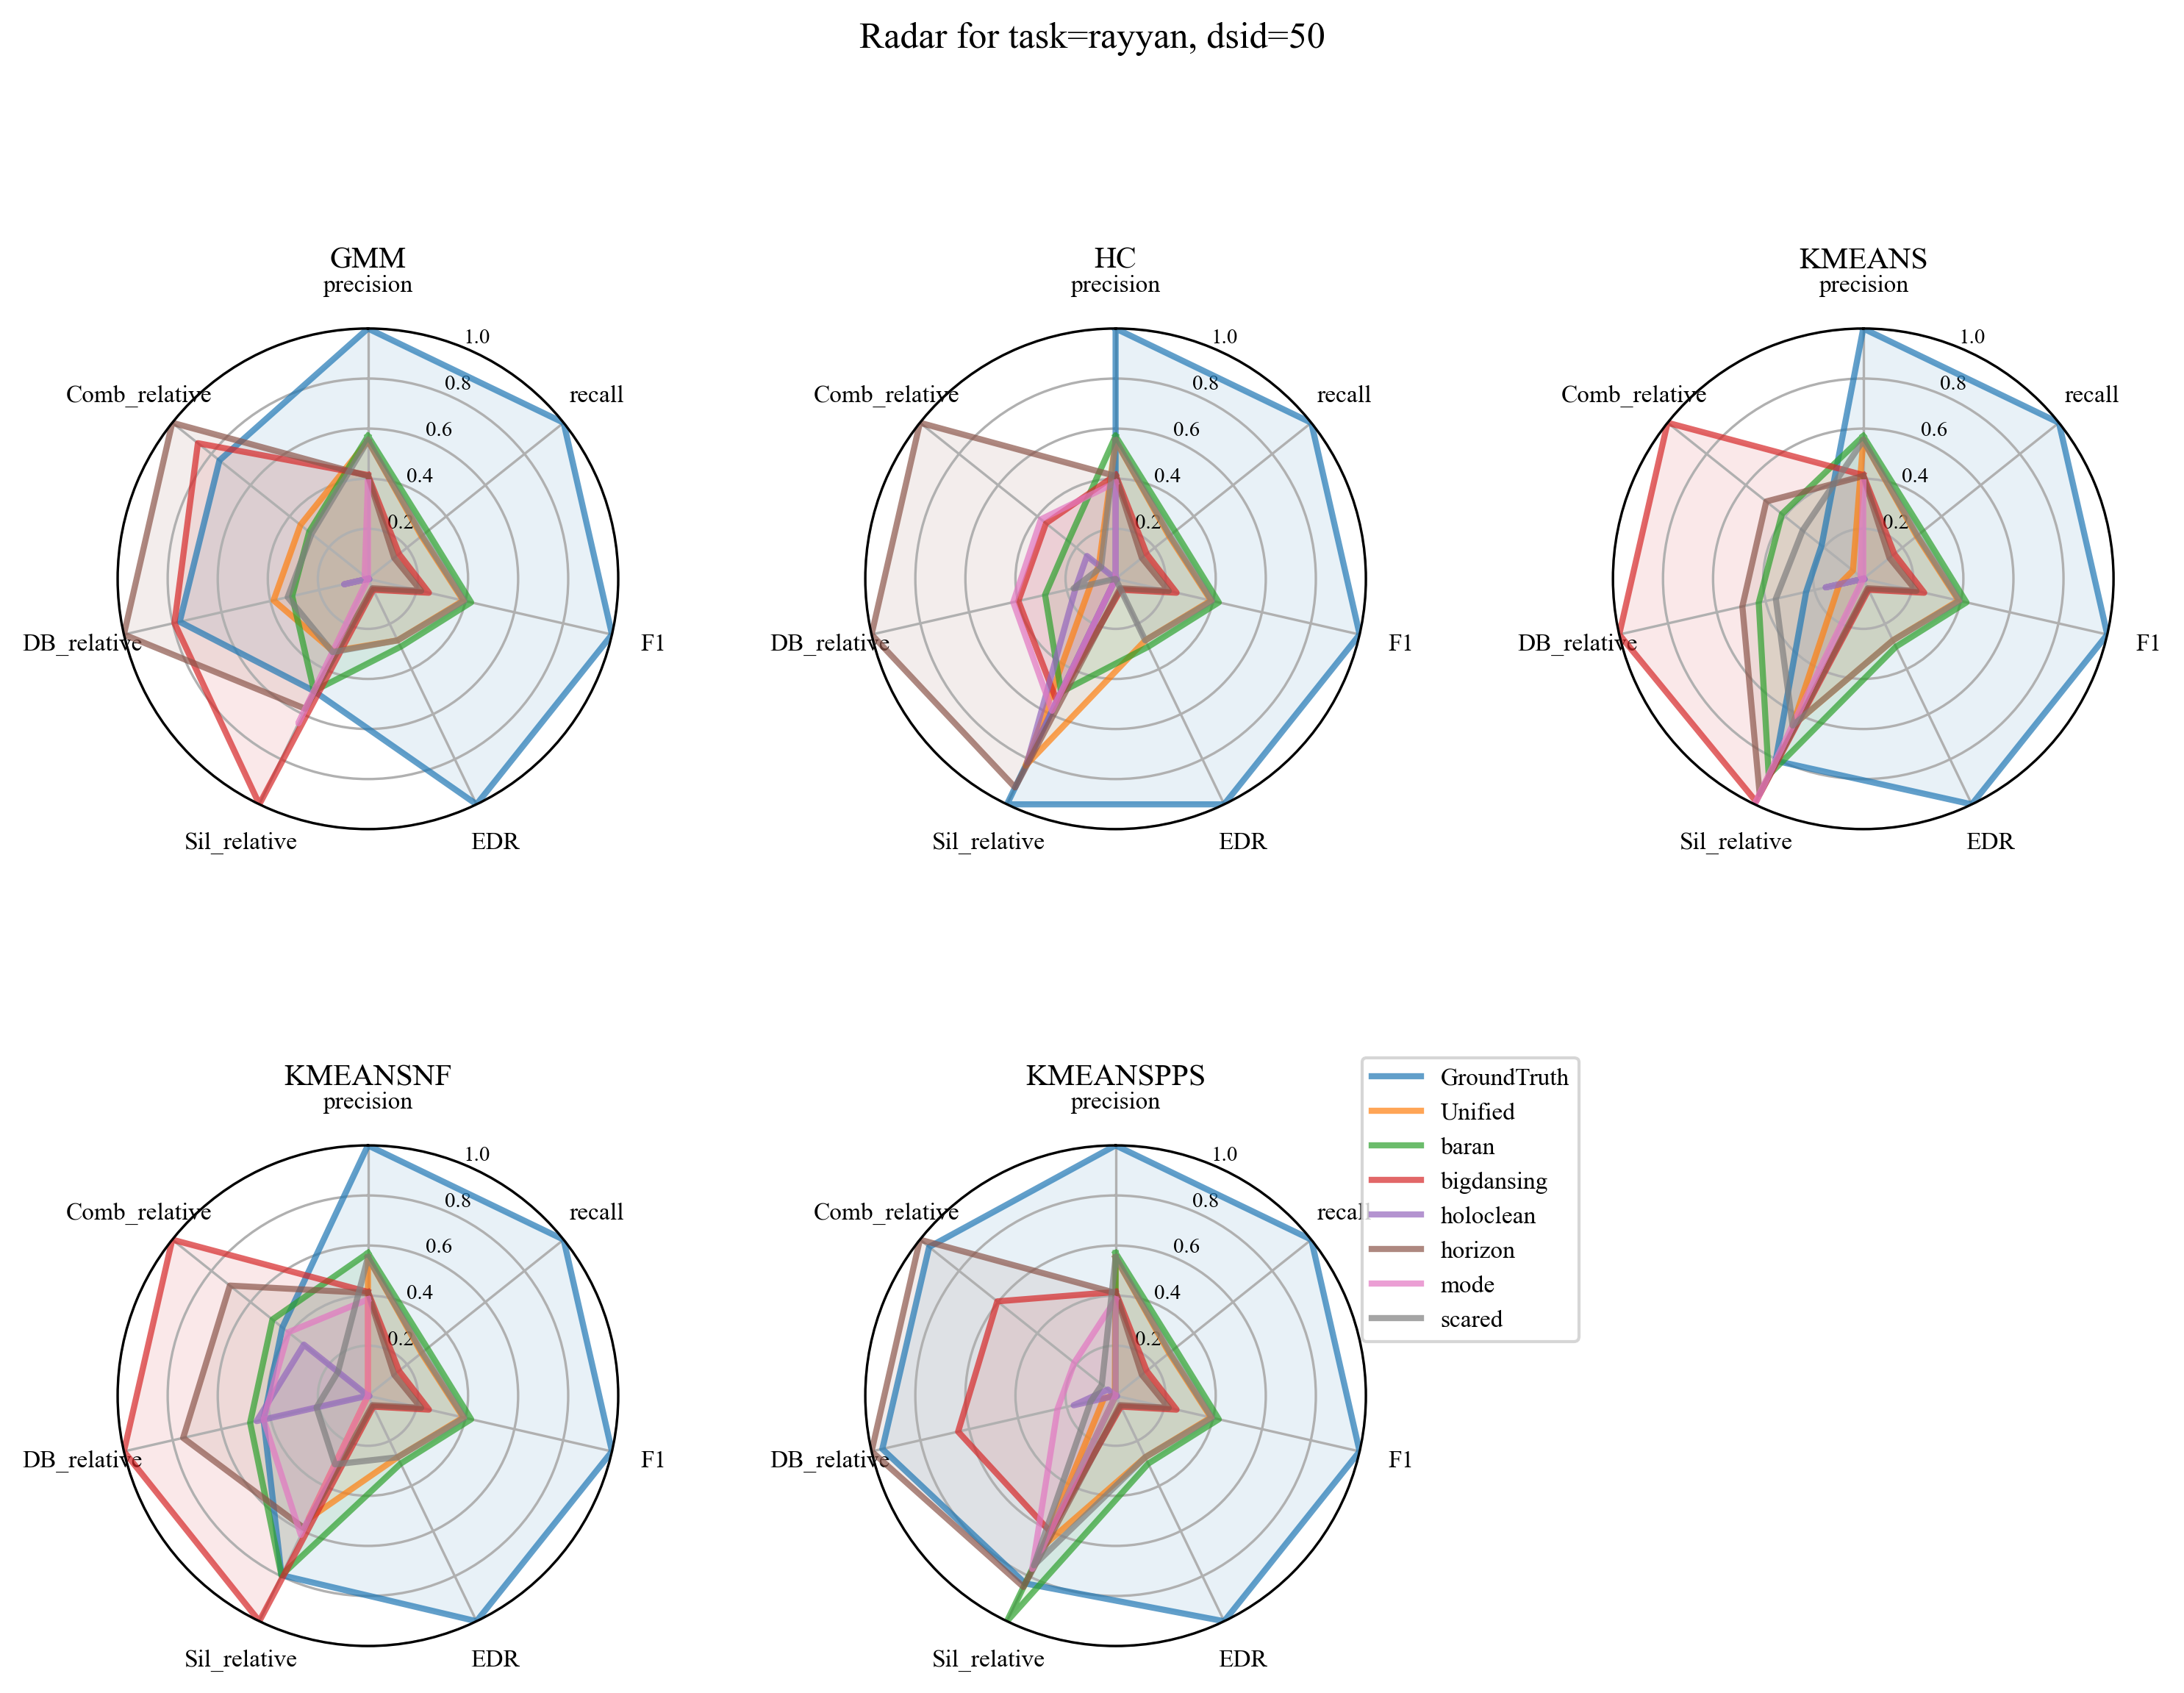 Radar for task=rayyan, dsid=50
GMM
precision
recall
F1
EDR
Sil_relative
DB_relative
Comb_relative
0.2
0.4
0.6
0.8
1.0
HC
precision
recall
F1
EDR
Sil_relative
DB_relative
Comb_relative
0.2
0.4
0.6
0.8
1.0
KMEANS
precision
recall
F1
EDR
Sil_relative
DB_relative
Comb_relative
0.2
0.4
0.6
0.8
1.0
KMEANSNF
precision
recall
F1
EDR
Sil_relative
DB_relative
Comb_relative
0.2
0.4
0.6
0.8
1.0
KMEANSPPS
precision
recall
F1
EDR
Sil_relative
DB_relative
Comb_relative
0.2
0.4
0.6
0.8
1.0
GroundTruth
Unified
baran
bigdansing
holoclean
horizon
mode
scared